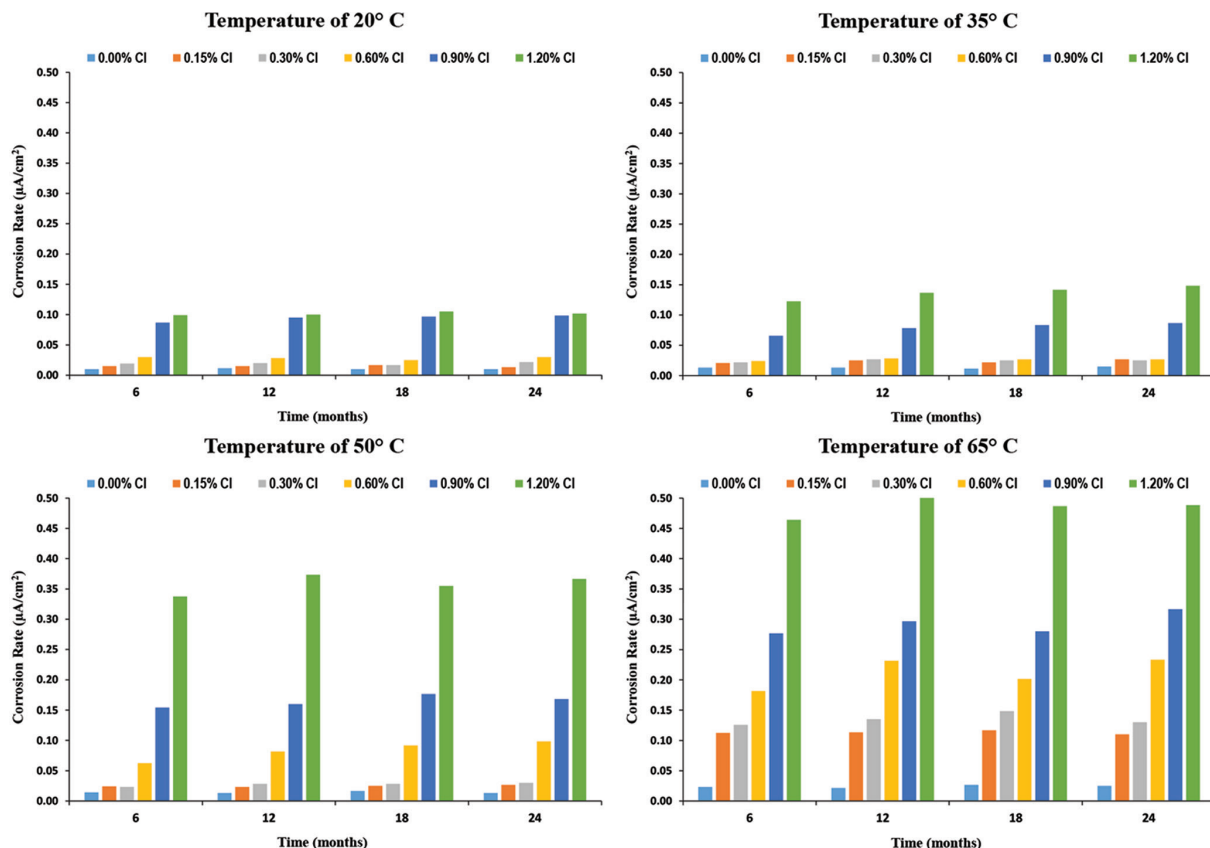 Temperature of 20° C
0.00% Cl 0.15% Cl 0.30% Cl 0.60% Cl 0.90% Cl 1.20% Cl
0.50
0.45
0.40
0.35
0.30
0.25
0.20
0.15
0.10
0.05
0.00
Corrosion Rate (µA/cm²)
6 12 18 24
Time (months)
Temperature of 35° C
0.00% Cl 0.15% Cl 0.30% Cl 0.60% Cl 0.90% Cl 1.20% Cl
0.50
0.45
0.40
0.35
0.30
0.25
0.20
0.15
0.10
0.05
0.00
Corrosion Rate (µA/cm²)
6 12 18 24
Time (months)
Temperature of 50° C
0.00% Cl 0.15% Cl 0.30% Cl 0.60% Cl 0.90% Cl 1.20% Cl
0.50
0.45
0.40
0.35
0.30
0.25
0.20
0.15
0.10
0.05
0.00
Corrosion Rate (µA/cm²)
6 12 18 24
Time (months)
Temperature of 65° C
0.00% Cl 0.15% Cl 0.30% Cl 0.60% Cl 0.90% Cl 1.20% Cl
0.50
0.45
0.40
0.35
0.30
0.25
0.20
0.15
0.10
0.05
0.00
Corrosion Rate (µA/cm²)
6 12 18 24
Time (months)